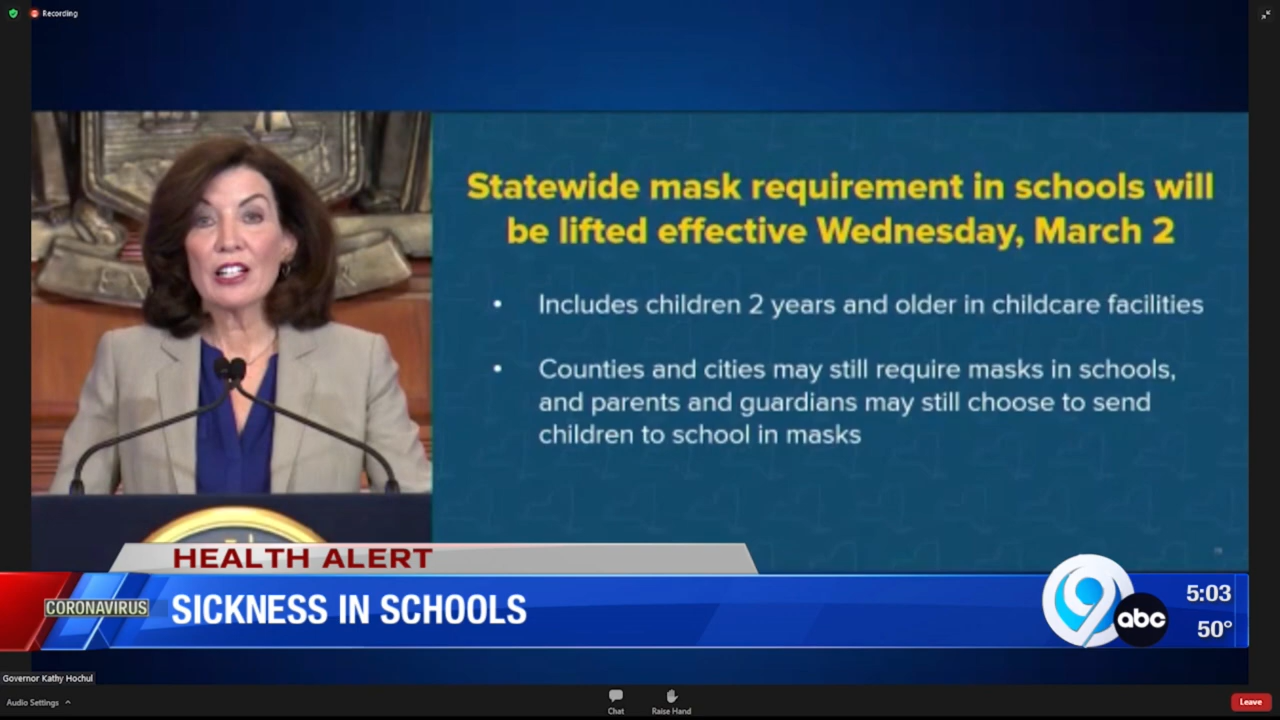 Recording
Statewide mask requirement in schools will
be lifted effective Wednesday, March 2
• Includes children 2 years and older in childcare facilities
• Counties and cities may still require masks in schools,
and parents and guardians may still choose to send
children to school in masks
HEALTH ALERT
CORONAVIRUS
SICKNESS IN SCHOOLS
9
abc
5:03
50°
Governor Kathy Hochul
Audio Settings
Chat
Raise Hand
Leave